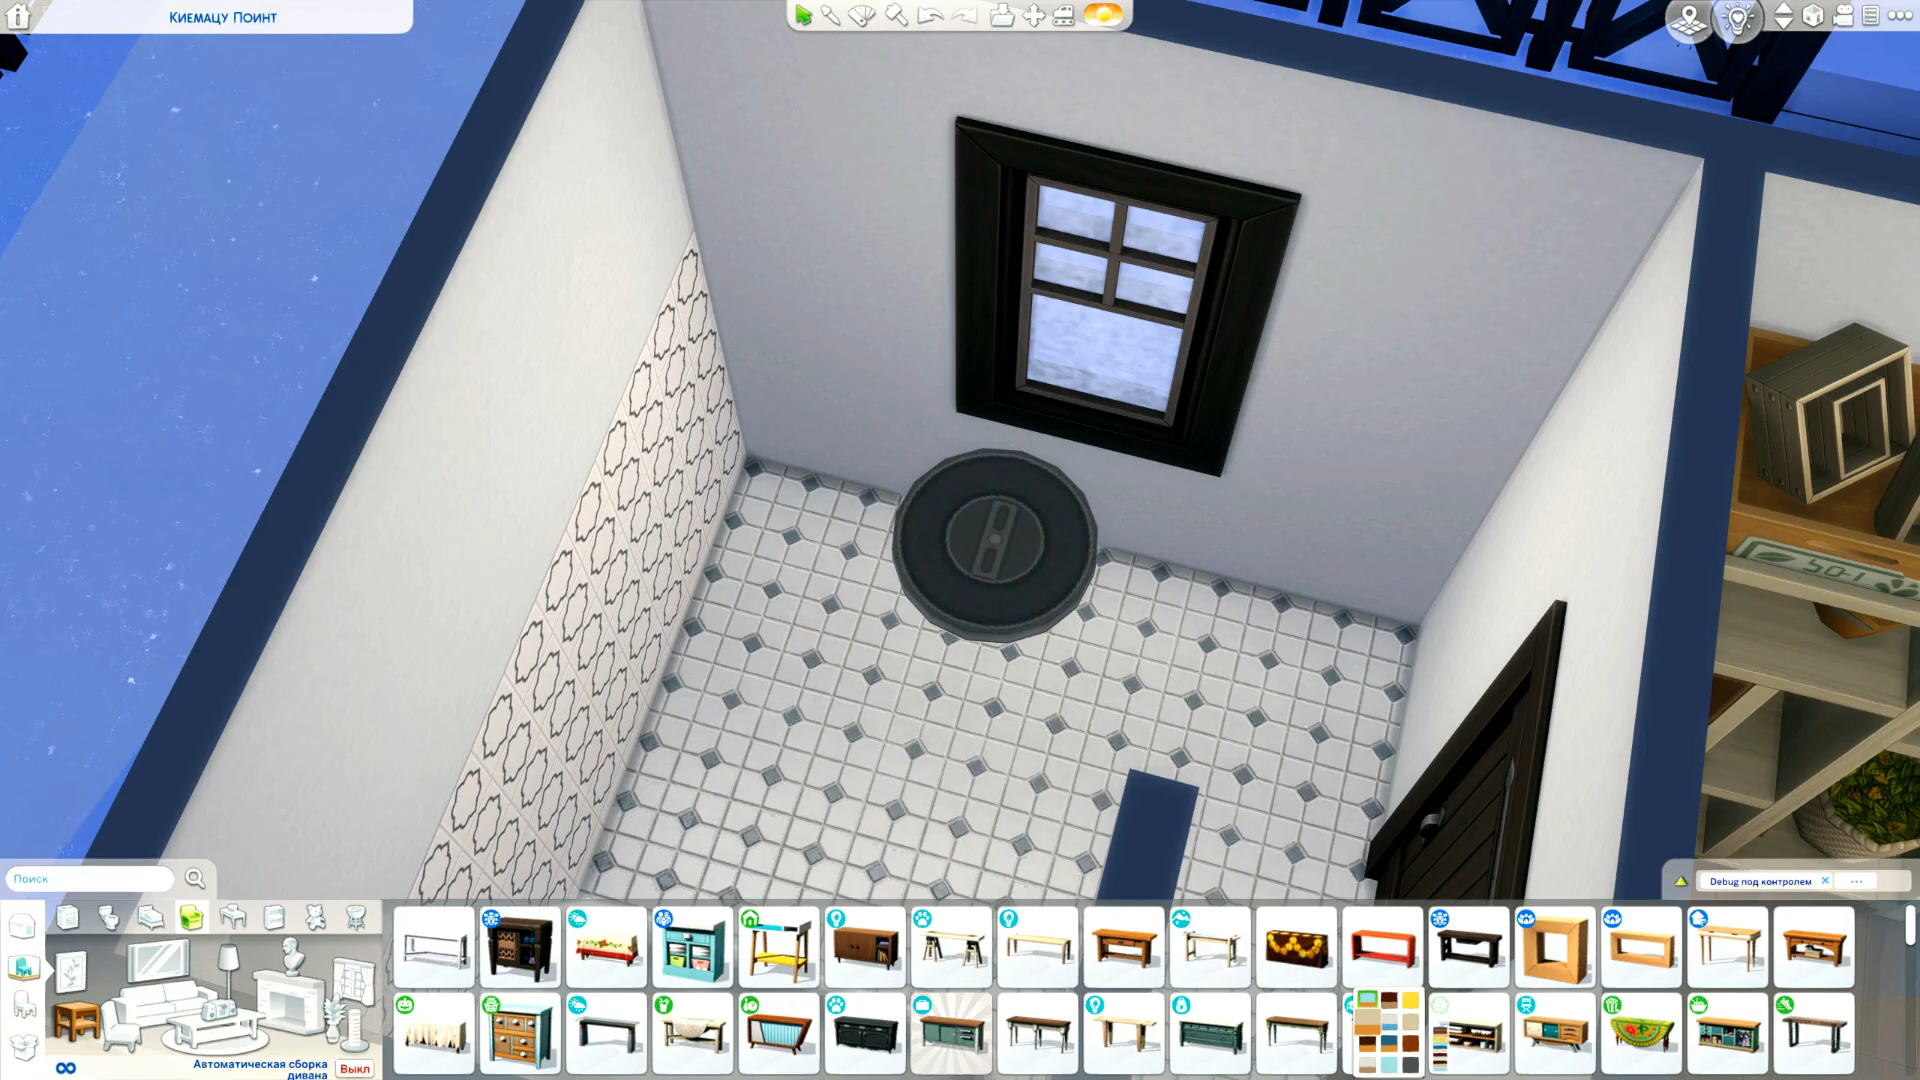 Киемацу Поинт
Поиск
Debug под контролем
Автоматическая сборка
дивана
Выкл